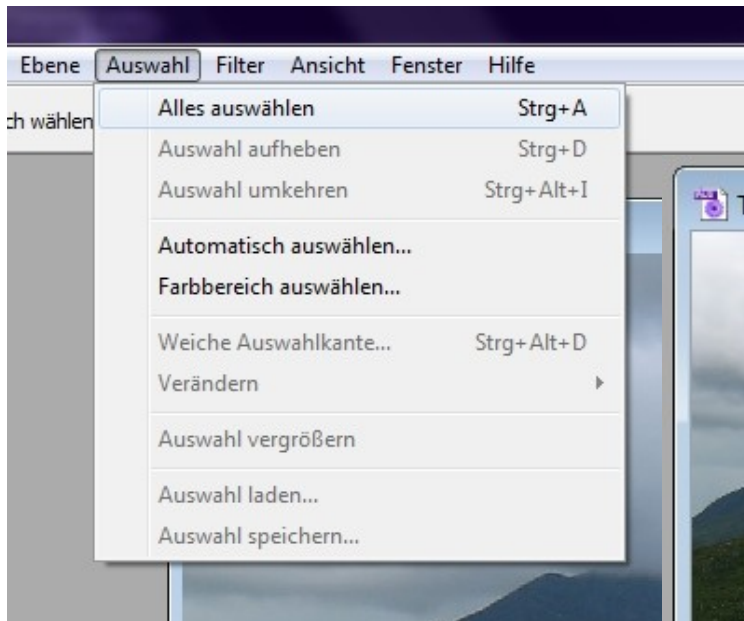 Ebene Auswahl Filter Ansicht Fenster Hilfe
ch wählen
Alles auswählen Strg+A
Auswahl aufheben Strg+D
Auswahl umkehren Strg+Alt+I
Automatisch auswählen...
Farbbereich auswählen...
Weiche Auswahlkante... Strg+Alt+D
Verändern
Auswahl vergrößern
Auswahl laden...
Auswahl speichern...